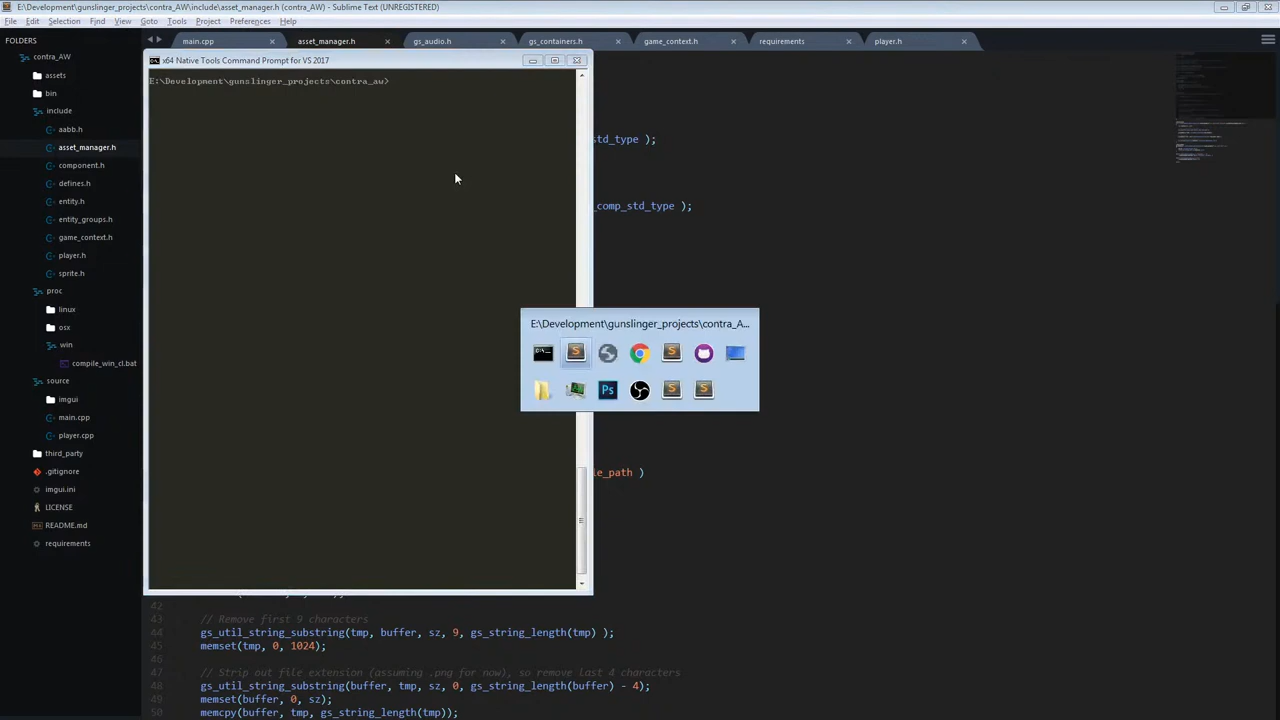 E:\Development\gunslinger_projects\contra_AW\include\asset_manager.h (contra_AW) - Sublime Text (UNREGISTERED)
File Edit Selection Find View Goto Tools Project Preferences Help
FOLDERS
contra_AW
assets
bin
include
aabb.h
asset_manager.h
component.h
defines.h
entity.h
entity_groups.h
game_context.h
player.h
sprite.h
proc
linux
osx
win
compile_win_cl.bat
source
imgui
main.cpp
player.cpp
third_party
.gitignore
imgui.ini
LICENSE
README.md
requirements
main.cpp asset_manager.h gs_audio.h gs_containers.h game_context.h requirements player.h
x64 Native Tools Command Prompt for VS 2017
E:\Development\gunslinger_projects\contra_aw>
std_type );
_comp_std_type );
E:\Development\gunslinger_projects\contra_A...
Ps
le_path )
42
43 // Remove first 9 characters
44 gs_util_string_substring(tmp, buffer, sz, 9, gs_string_length(tmp) );
45 memset(tmp, 0, 1024);
46
47 // Strip out file extension (assuming .png for now), so remove last 4 characters
48 gs_util_string_substring(buffer, tmp, sz, 0, gs_string_length(buffer) - 4);
49 memset(buffer, 0, sz);
50 memcpy(buffer, tmp, gs_string_length(tmp));